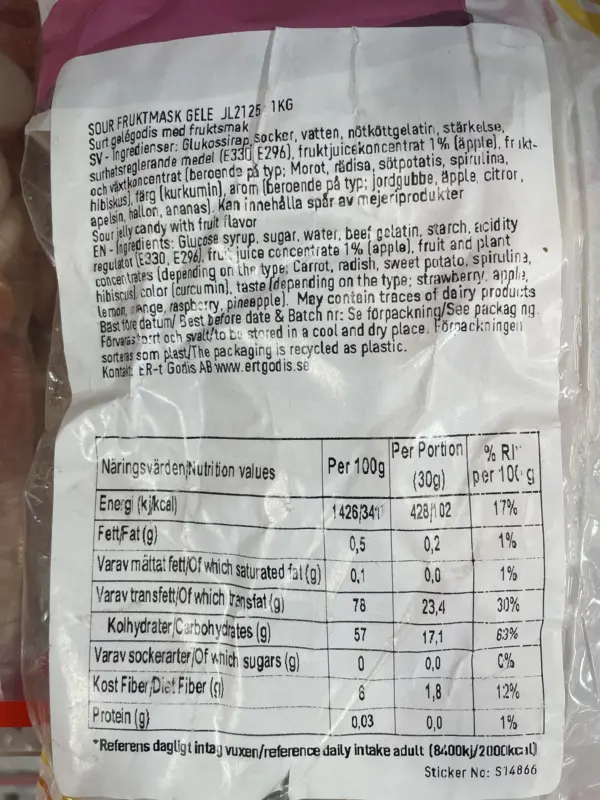 SOUR FRUKTMASK GELE JL2125 1KG
Surt gelégodis med fruktsmak
SV - Ingredienser: Glukossirap, socker, vatten, nötköttgelatin, stärkelse,
surhetsreglerande medel (E330, E296), fruktjuicekoncentrat 1% (äpple), frukt-
och växtkoncentrat (beroende på typ: Morot, rädisa, sötpotatis, spirulina,
hibiskus), färg (kurkumin), arom (beroende på typ: jordgubbe, äpple, citron,
apelsin, hallon, ananas). Kan innehålla spår av mejeriprodukter
Sour jelly candy with fruit flavor
EN - Ingredients: Glucose syrup, sugar, water, beef gelatin, starch, acidity
regulator (E330, E296), fruit juice concentrate 1% (apple), fruit and plant
concentrates (depending on the type: Carrot, radish, sweet potato, spirulina,
hibiscus), color (curcumin), taste (depending on the type: strawberry, apple,
lemon, orange, raspberry, pineapple). May contain traces of dairy products
Bäst före datum/ Best before date & Batch nr: Se förpackning/See packaging.
Förvaras torrt och svalt/to be stored in a cool and dry place. Förpackningen
sorteras som plast/The packaging is recycled as plastic.
Kontakt: ER-t Godis AB www.ertgodis.se
Näringsvärden/Nutrition values Per 100g Per Portion (30g) % RI* per 100 g
Energi (kj/kcal) 1426/341 428/102 17%
Fett/Fat (g) 0,5 0,2 1%
Varav mättat fett/Of which saturated fat (g) 0,1 0,0 1%
Varav transfett/Of which transfat (g) 78 23,4 30%
Kolhydrater/Carbohydrates (g) 57 17,1 63%
Varav sockerarter/Of which sugars (g) 0 0,0 0%
Kost Fiber/Diet Fiber (g) 6 1,8 12%
Protein (g) 0,03 0,0 1%
*Referens dagligt intag vuxen/reference daily intake adult (8400kj/2000kcal)
Sticker No: S14866